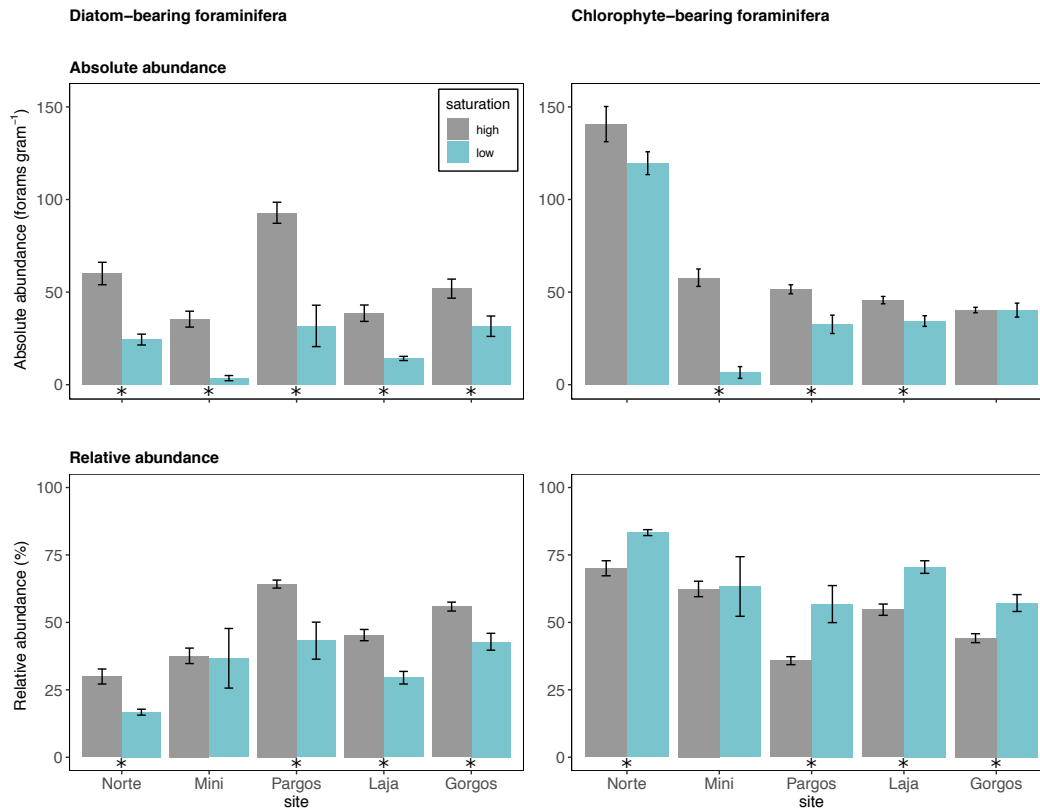 Diatom−bearing foraminifera
Chlorophyte−bearing foraminifera
Absolute abundance
Absolute abundance (forams gram−1)
150
100
50
0
saturation
high
low
* * * * *
150
100
50
0
* * *
Relative abundance
Relative abundance (%)
100
75
50
25
0
* * * *
Norte Mini Pargos Laja Gorgos
site
100
75
50
25
0
* * * *
Norte Mini Pargos Laja Gorgos
site